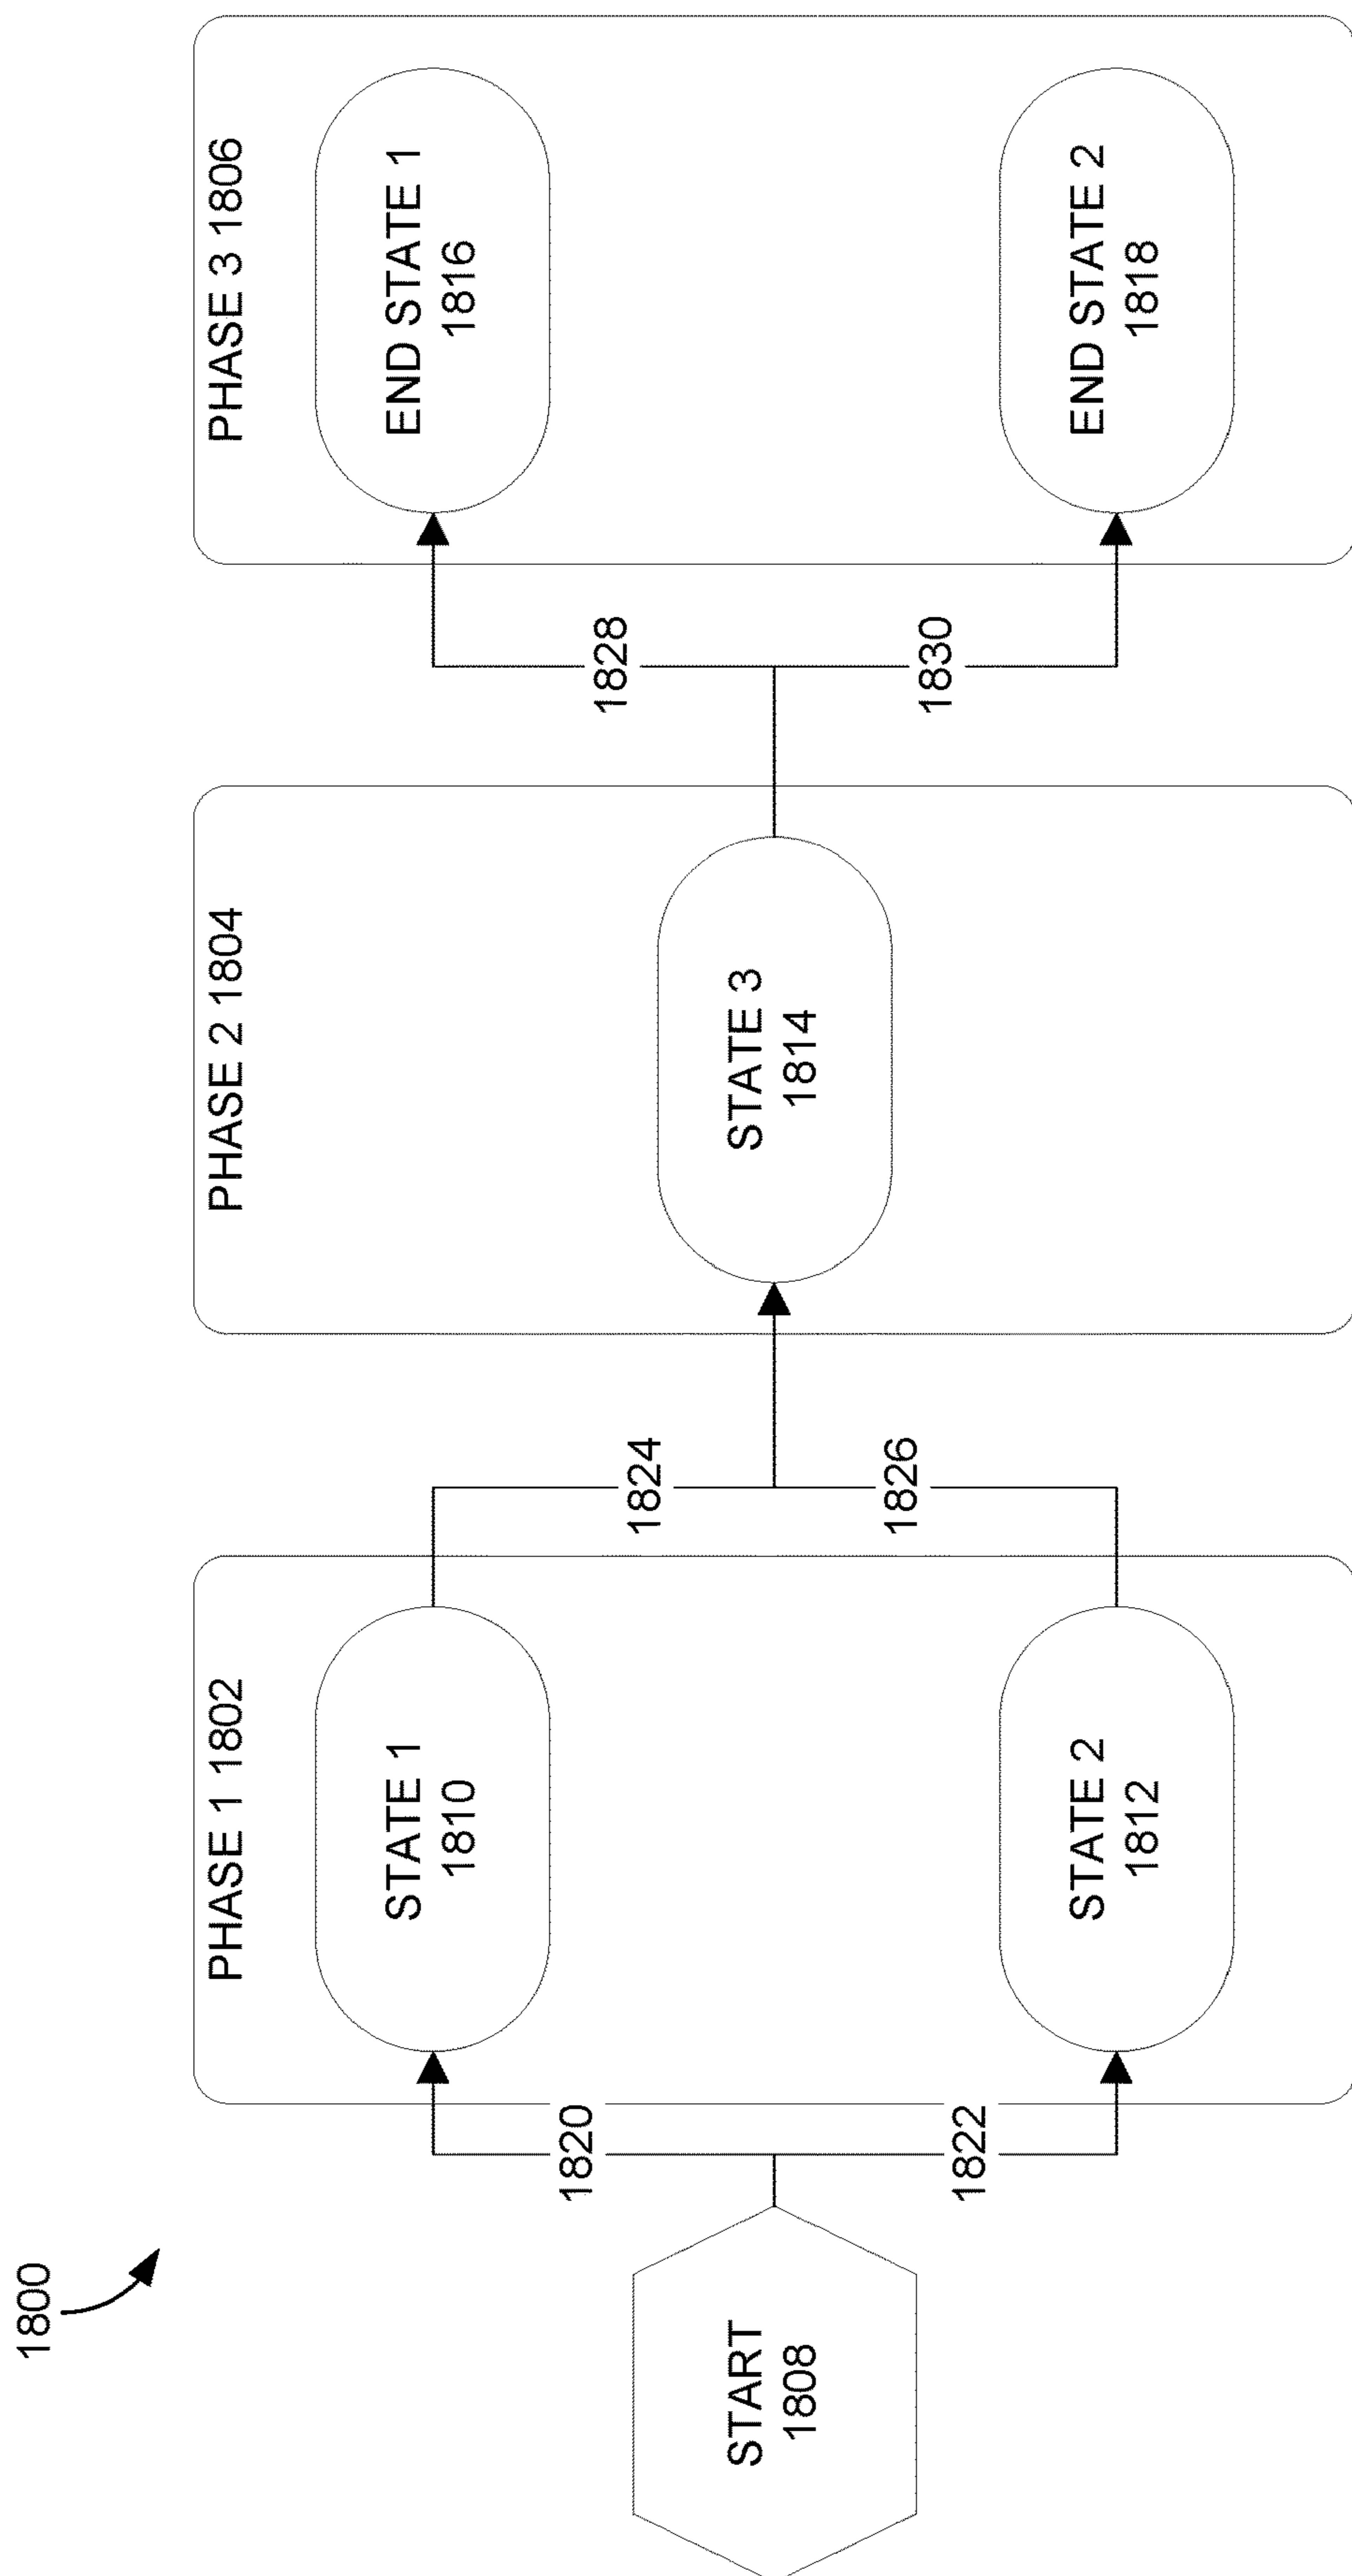 1800
START
1808
1820
1822
PHASE 1 1802
STATE 1
1810
STATE 2
1812
1824
1826
PHASE 2 1804
STATE 3
1814
1828
1830
PHASE 3 1806
END STATE 1
1816
END STATE 2
1818